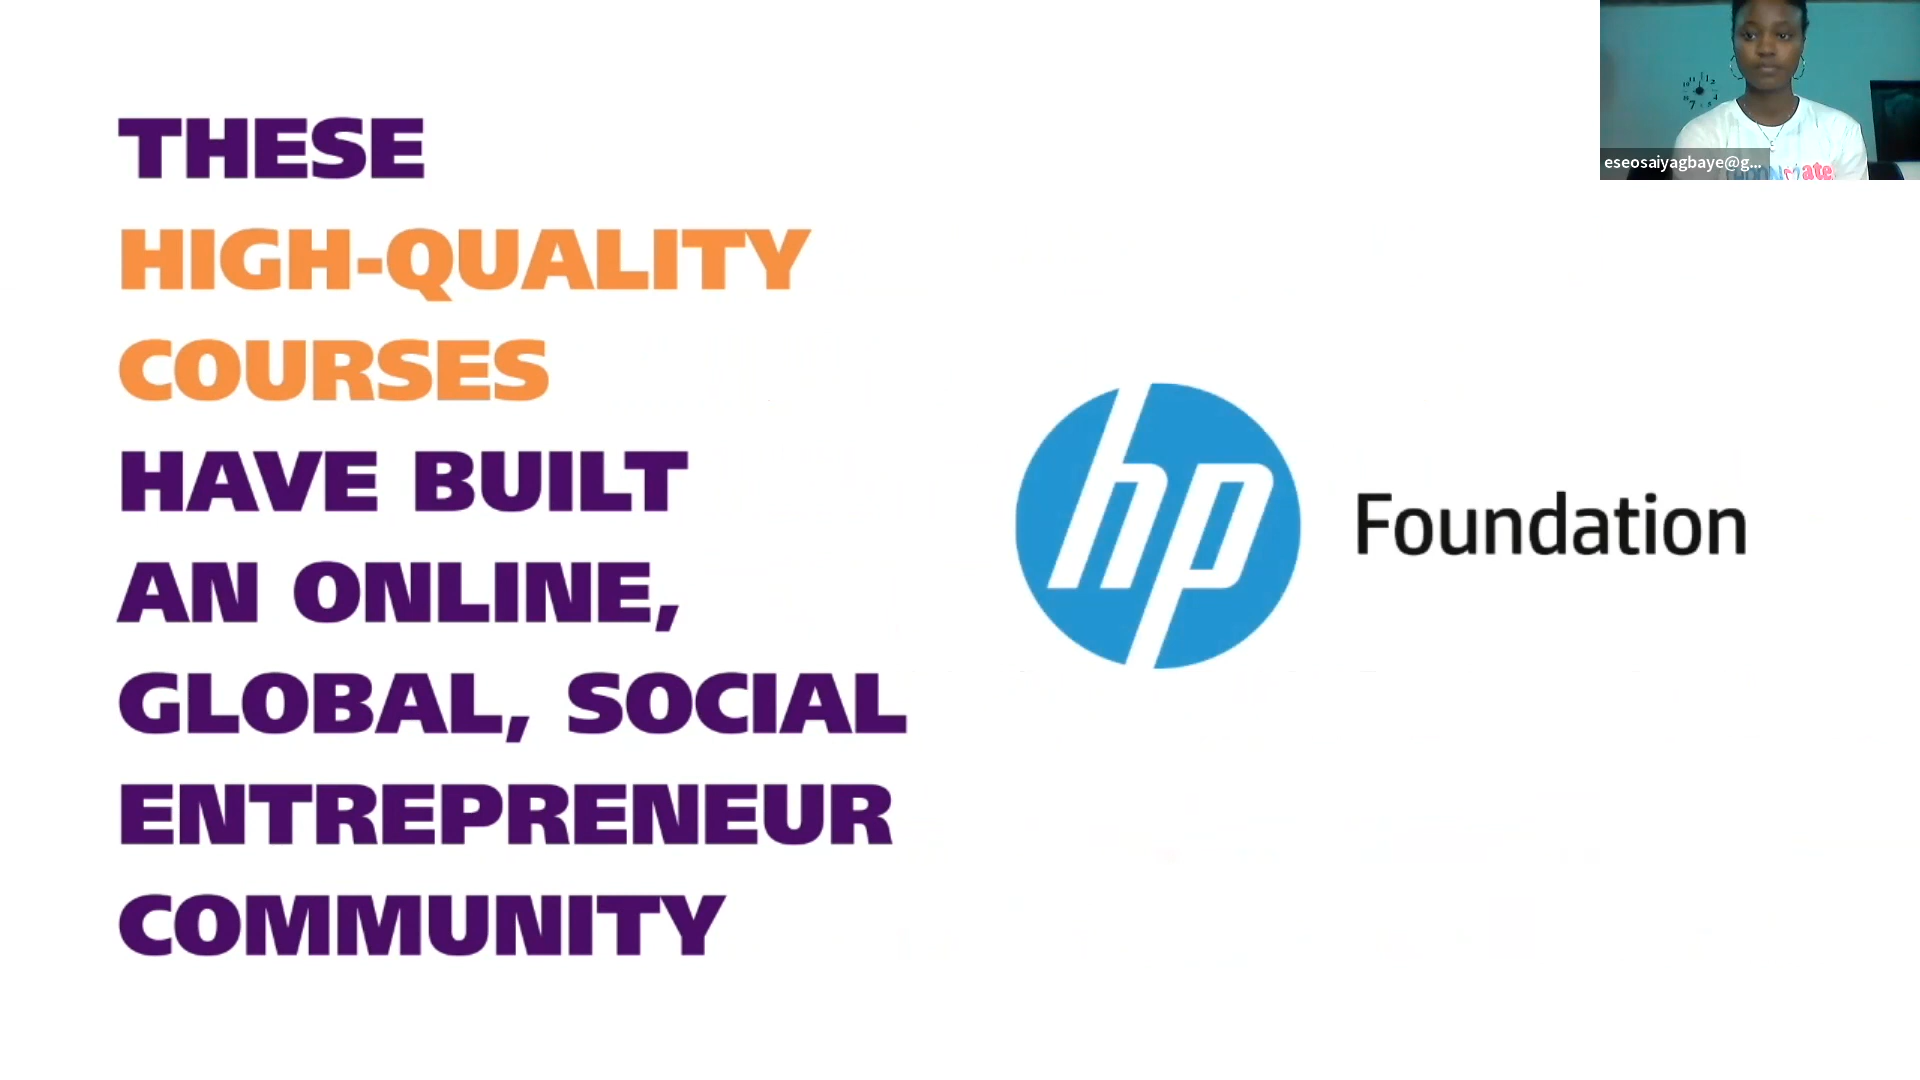 THESE
HIGH-QUALITY
COURSES
HAVE BUILT
AN ONLINE,
GLOBAL, SOCIAL
ENTREPRENEUR
COMMUNITY
hp Foundation
eseosaiyagbaye@g...